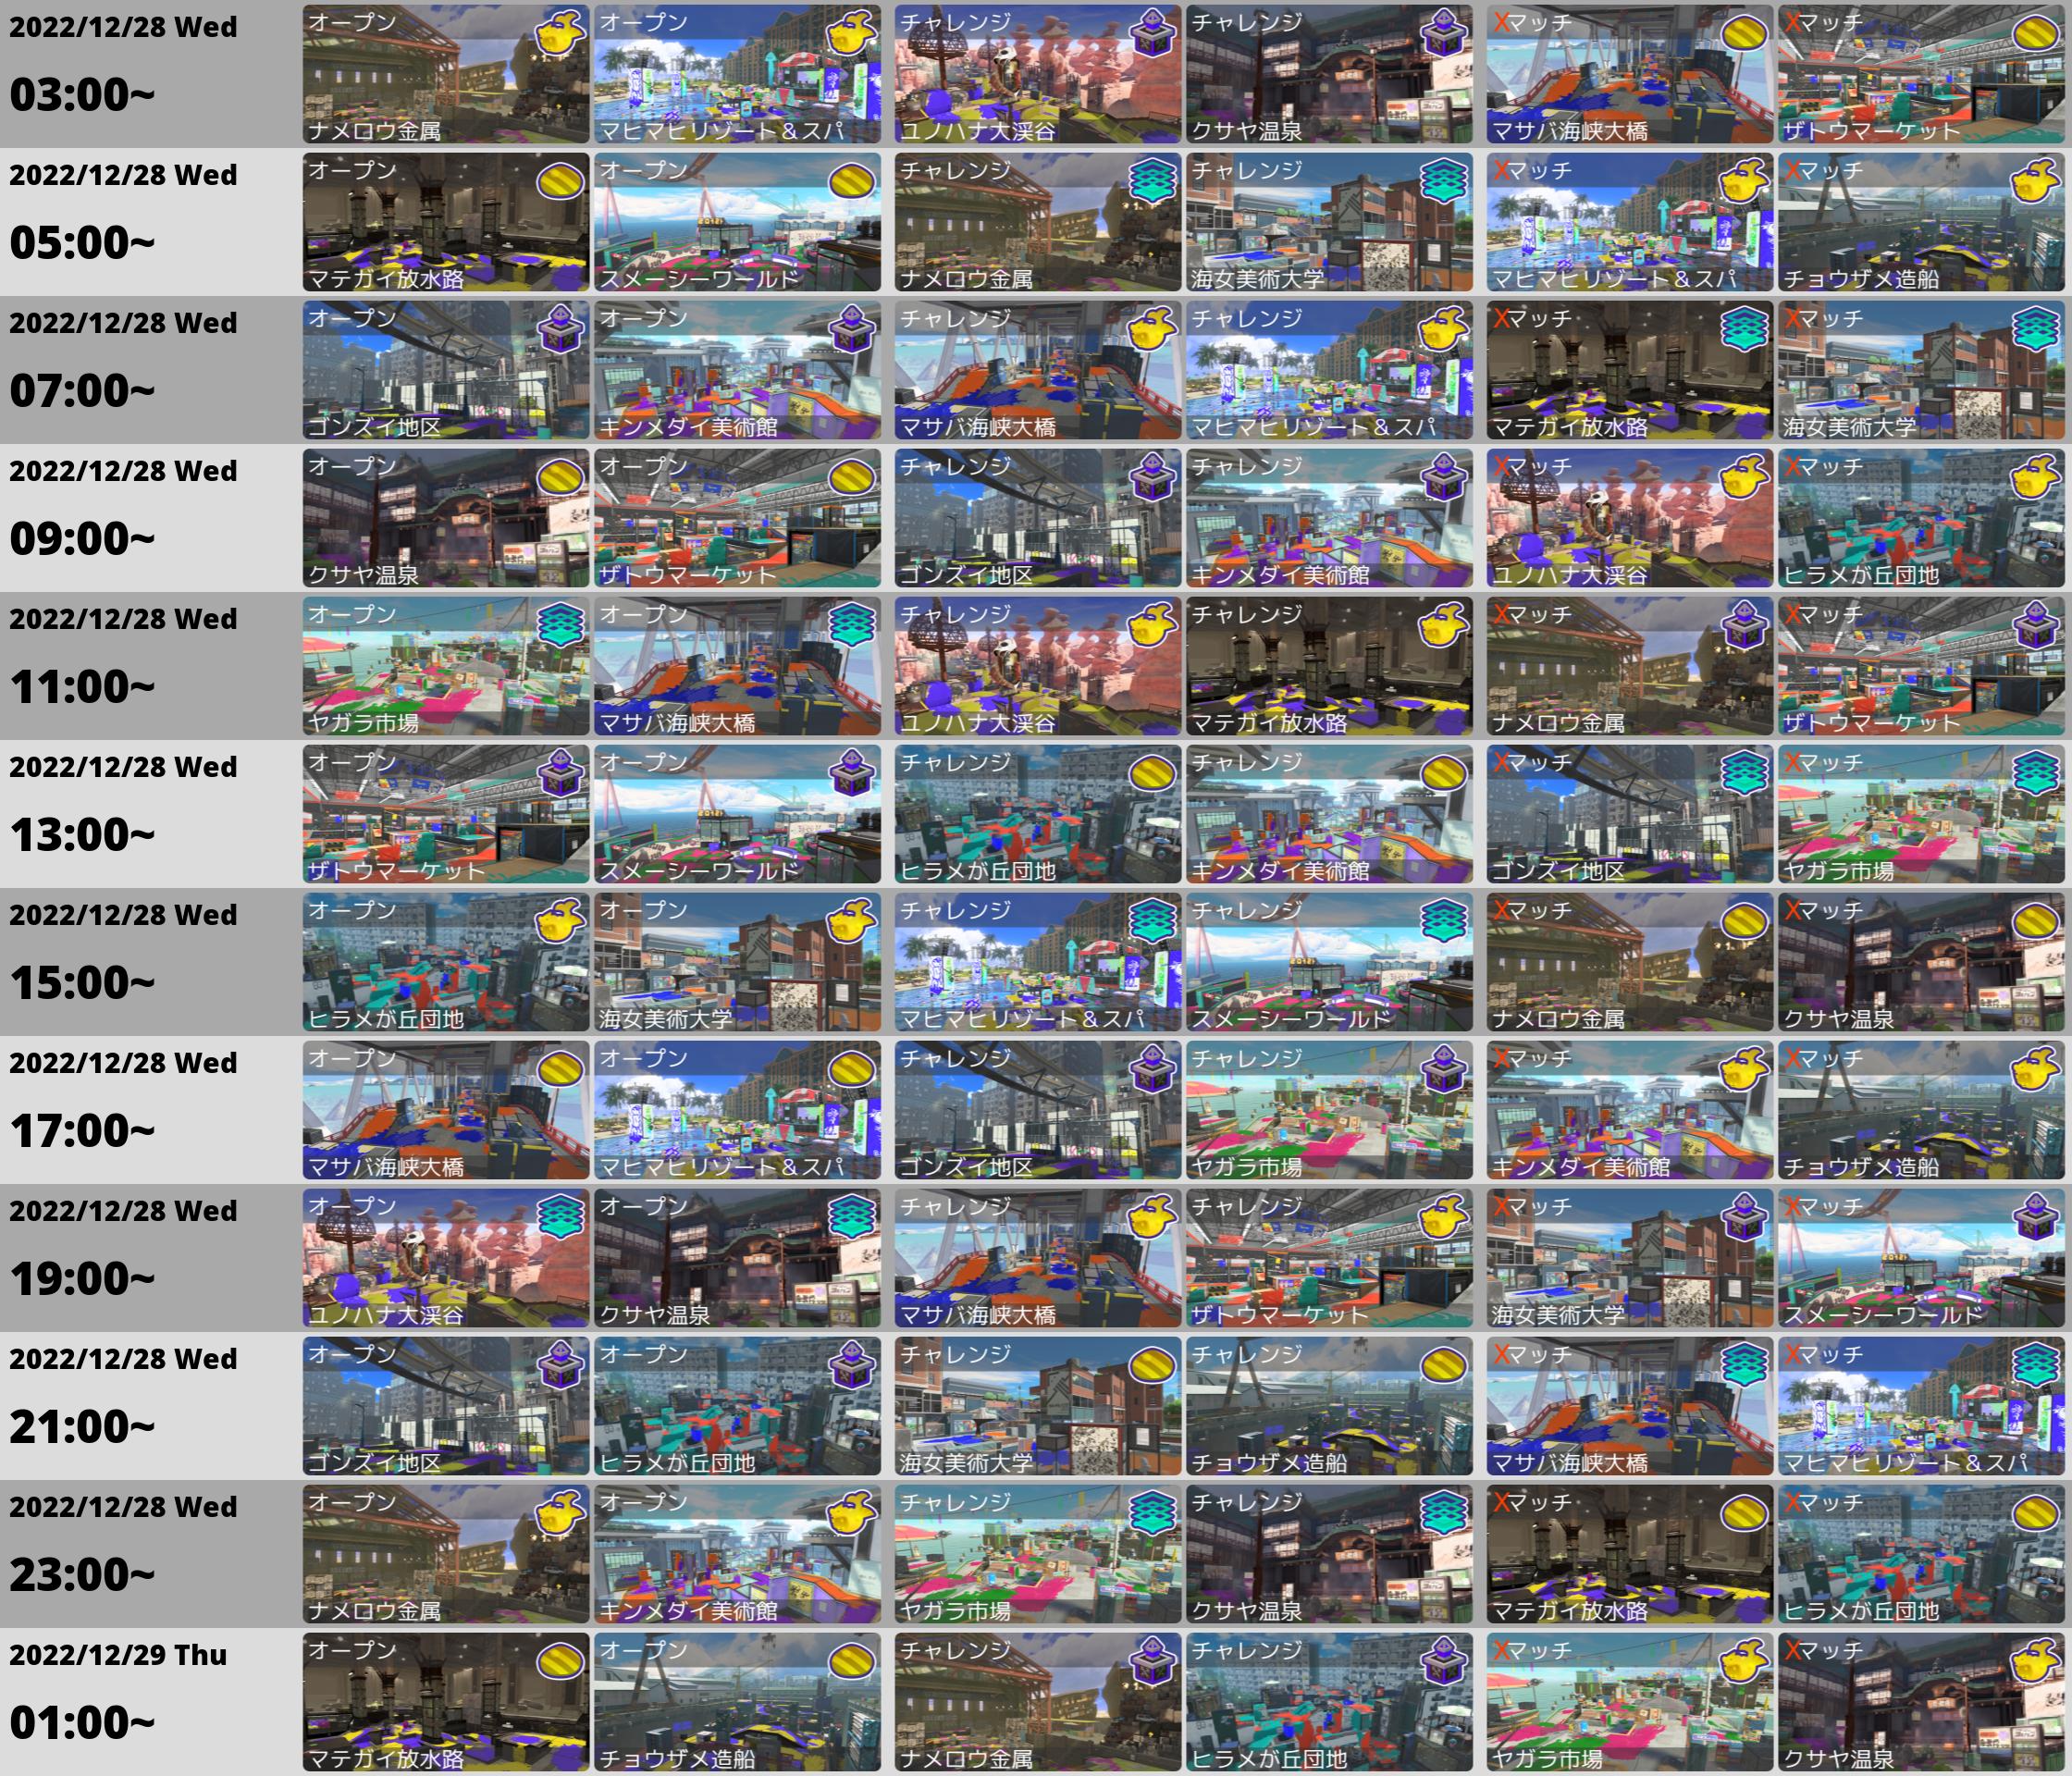 2022/12/28 Wed
03:00~
オープン オープン チャレンジ チャレンジ Xマッチ Xマッチ
ナメロウ金属 マヒマヒリゾート＆スパ ユノハナ大渓谷 クサヤ温泉 マサバ海峡大橋 ザトウマーケット
2022/12/28 Wed
05:00~
オープン オープン チャレンジ チャレンジ Xマッチ Xマッチ
マテガイ放水路 スメーシーワールド ナメロウ金属 海女美術大学 マヒマヒリゾート＆スパ チョウザメ造船
2022/12/28 Wed
07:00~
オープン オープン チャレンジ チャレンジ Xマッチ Xマッチ
ゴンズイ地区 キンメダイ美術館 マサバ海峡大橋 マヒマヒリゾート＆スパ マテガイ放水路 海女美術大学
2022/12/28 Wed
09:00~
オープン オープン チャレンジ チャレンジ Xマッチ Xマッチ
クサヤ温泉 ザトウマーケット ゴンズイ地区 キンメダイ美術館 ユノハナ大渓谷 ヒラメが丘団地
2022/12/28 Wed
11:00~
オープン オープン チャレンジ チャレンジ Xマッチ Xマッチ
ヤガラ市場 マサバ海峡大橋 ユノハナ大渓谷 マテガイ放水路 ナメロウ金属 ザトウマーケット
2022/12/28 Wed
13:00~
オープン オープン チャレンジ チャレンジ Xマッチ Xマッチ
ザトウマーケット スメーシーワールド ヒラメが丘団地 キンメダイ美術館 ゴンズイ地区 ヤガラ市場
2022/12/28 Wed
15:00~
オープン オープン チャレンジ チャレンジ Xマッチ Xマッチ
ヒラメが丘団地 海女美術大学 マヒマヒリゾート＆スパ スメーシーワールド ナメロウ金属 クサヤ温泉
2022/12/28 Wed
17:00~
オープン オープン チャレンジ チャレンジ Xマッチ Xマッチ
マサバ海峡大橋 マヒマヒリゾート＆スパ ゴンズイ地区 ヤガラ市場 キンメダイ美術館 チョウザメ造船
2022/12/28 Wed
19:00~
オープン オープン チャレンジ チャレンジ Xマッチ Xマッチ
ユノハナ大渓谷 クサヤ温泉 マサバ海峡大橋 ザトウマーケット 海女美術大学 スメーシーワールド
2022/12/28 Wed
21:00~
オープン オープン チャレンジ チャレンジ Xマッチ Xマッチ
ゴンズイ地区 ヒラメが丘団地 海女美術大学 チョウザメ造船 マサバ海峡大橋 マヒマヒリゾート＆スパ
2022/12/28 Wed
23:00~
オープン オープン チャレンジ チャレンジ Xマッチ Xマッチ
ナメロウ金属 キンメダイ美術館 ヤガラ市場 クサヤ温泉 マテガイ放水路 ヒラメが丘団地
2022/12/29 Thu
01:00~
オープン オープン チャレンジ チャレンジ Xマッチ Xマッチ
マテガイ放水路 チョウザメ造船 ナメロウ金属 ヒラメが丘団地 ヤガラ市場 クサヤ温泉